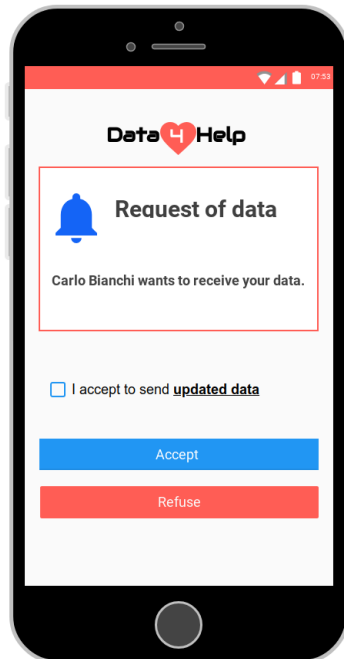 07:53
Data4Help
Request of data
Carlo Bianchi wants to receive your data.
I accept to send updated data
Accept
Refuse